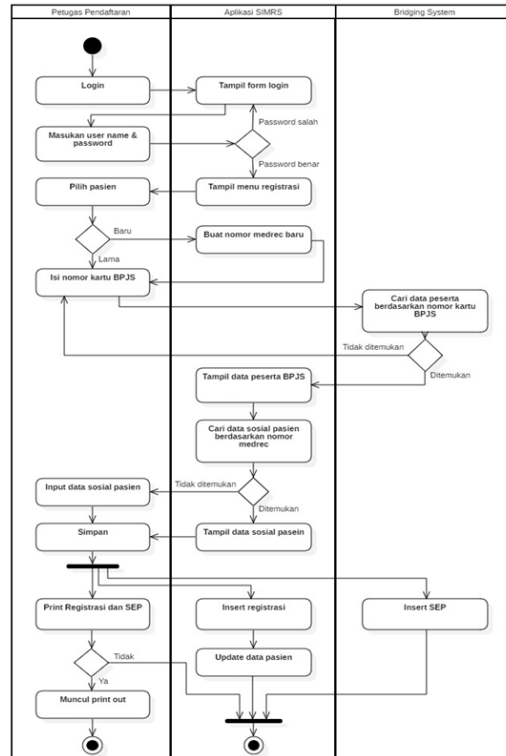 Petugas Pendaftaran
Aplikasi SIMRS
Bridging System
Login
Tampil form login
Password salah
Masukan user name &
password
Password benar
Pilih pasien
Tampil menu registrasi
Baru
Buat nomor medrec baru
Lama
Isi nomor kartu BPJS
Cari data peserta
berdasarkan nomor kartu
BPJS
Tidak ditemukan
Ditemukan
Tampil data peserta BPJS
Cari data sosial pasien
berdasarkan nomor
medrec
Input data sosial pasien
Tidak ditemukan
Ditemukan
Simpan
Tampil data sosial pasein
Print Registrasi dan SEP
Insert registrasi
Insert SEP
Tidak
Update data pasien
Ya
Muncul print out